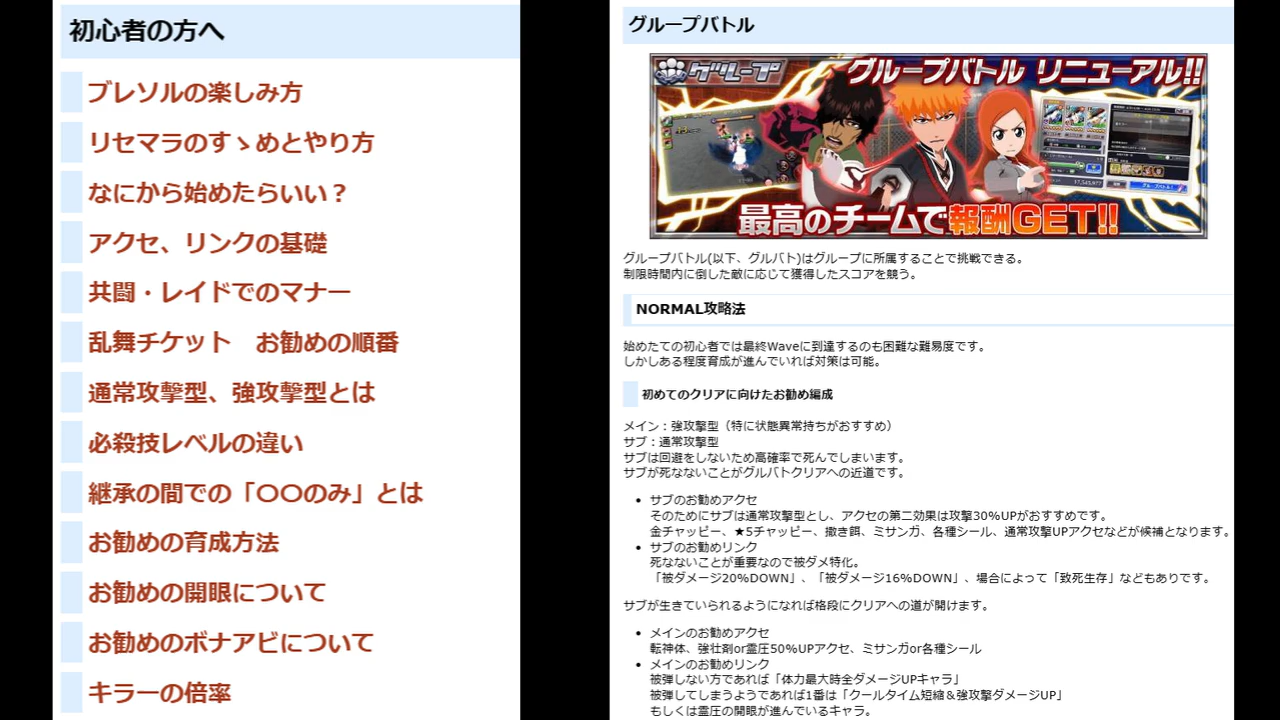 初心者の方へ
ブレソルの楽しみ方
リセマラのすゝめとやり方
なにから始めたらいい？
アクセ、リンクの基礎
共闘・レイドでのマナー
乱舞チケット　お勧めの順番
通常攻撃型、強攻撃型とは
必殺技レベルの違い
継承の間での「〇〇のみ」とは
お勧めの育成方法
お勧めの開眼について
お勧めのボナアビについて
キラーの倍率
グループバトル
グループ
グループバトル リニューアル!!
最高のチームで報酬GET!!
グループバトル(以下、グルバト)はグループに所属することで挑戦できる。
制限時間内に倒した敵に応じて獲得したスコアを競う。
NORMAL攻略法
始めたての初心者では最終Waveに到達するのも困難な難易度です。
しかしある程度育成が進んでいれば対策は可能。
初めてのクリアに向けたお勧め編成
メイン：強攻撃型（特に状態異常持ちがおすすめ）
サブ：通常攻撃型
サブは回避をしないため高確率で死んでしまいます。
サブが死なないことがグルバトクリアへの近道です。
• サブのお勧めアクセ
そのためにサブは通常攻撃型とし、アクセの第二効果は攻撃30%UPがおすすめです。
金チャッピー、★5チャッピー、撒き餌、ミサンガ、各種シール、通常攻撃UPアクセなどが候補となります。
• サブのお勧めリンク
死なないことが重要なので被ダメ特化。
「被ダメージ20%DOWN」、「被ダメージ16%DOWN」、場合によって「致死生存」などもありです。
サブが生きていられるようになれば格段にクリアへの道が開けます。
• メインのお勧めアクセ
転神体、強壮剤or霊圧50%UPアクセ、ミサンガor各種シール
• メインのお勧めリンク
被弾しない方であれば「体力最大時全ダメージUPキャラ」
被弾してしまうようであれば1番は「クールタイム短縮＆強攻撃ダメージUP」
もしくは霊圧の開眼が進んでいるキャラ。